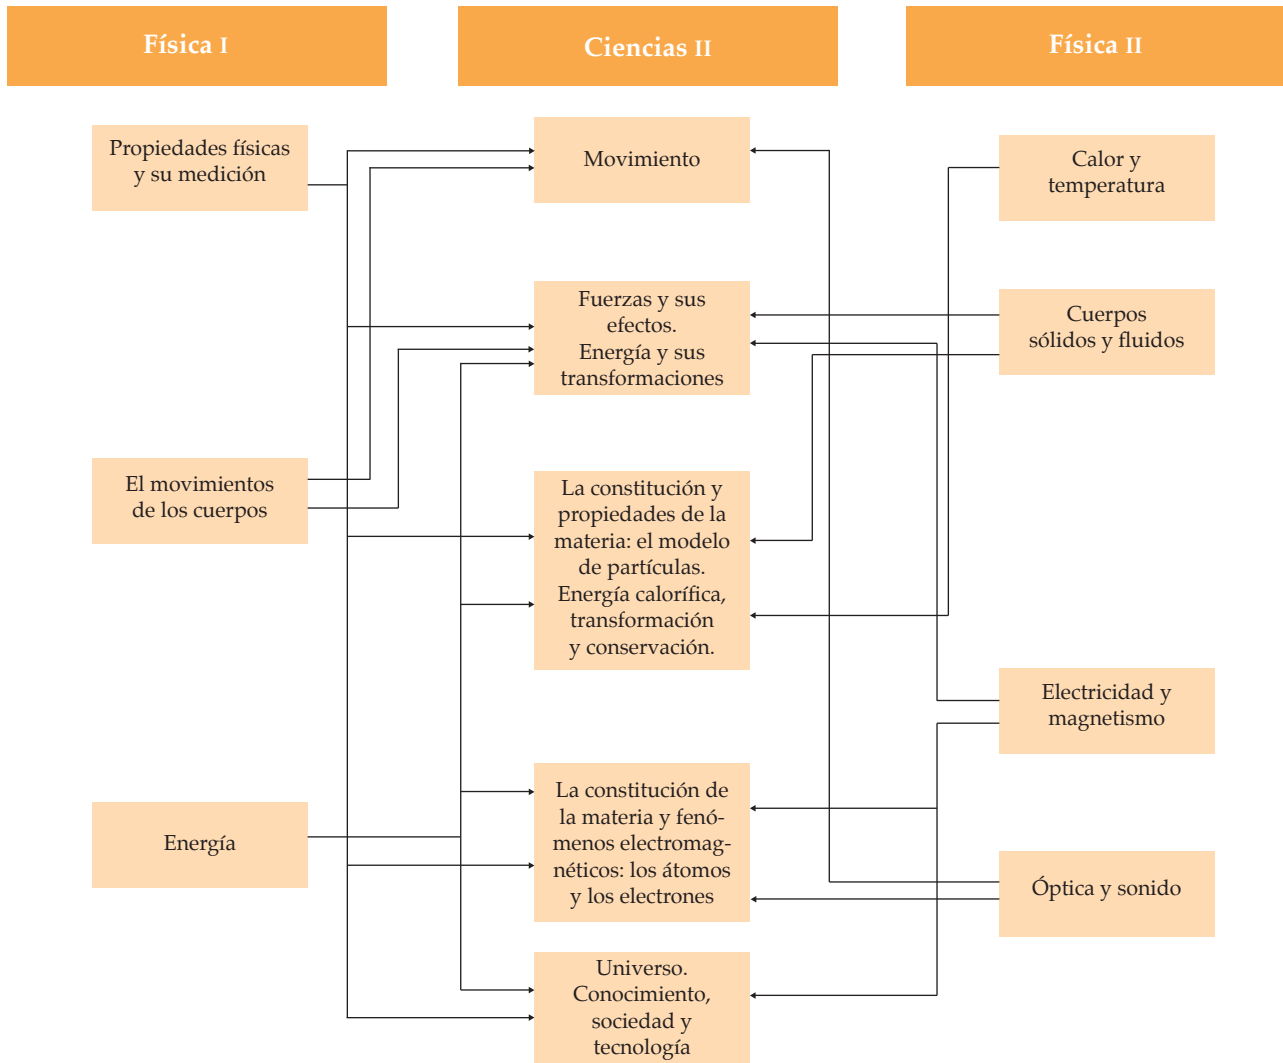 Física I
Ciencias II
Física II
Propiedades físicas
y su medición
El movimientos
de los cuerpos
Energía
Movimiento
Fuerzas y sus
efectos.
Energía y sus
transformaciones
La constitución y
propiedades de la
materia: el modelo
de partículas.
Energía calorífica,
transformación
y conservación.
La constitución de
la materia y fenó-
menos electromag-
néticos: los átomos
y los electrones
Universo.
Conocimiento,
sociedad y
tecnología
Calor y
temperatura
Cuerpos
sólidos y fluidos
Electricidad y
magnetismo
Óptica y sonido